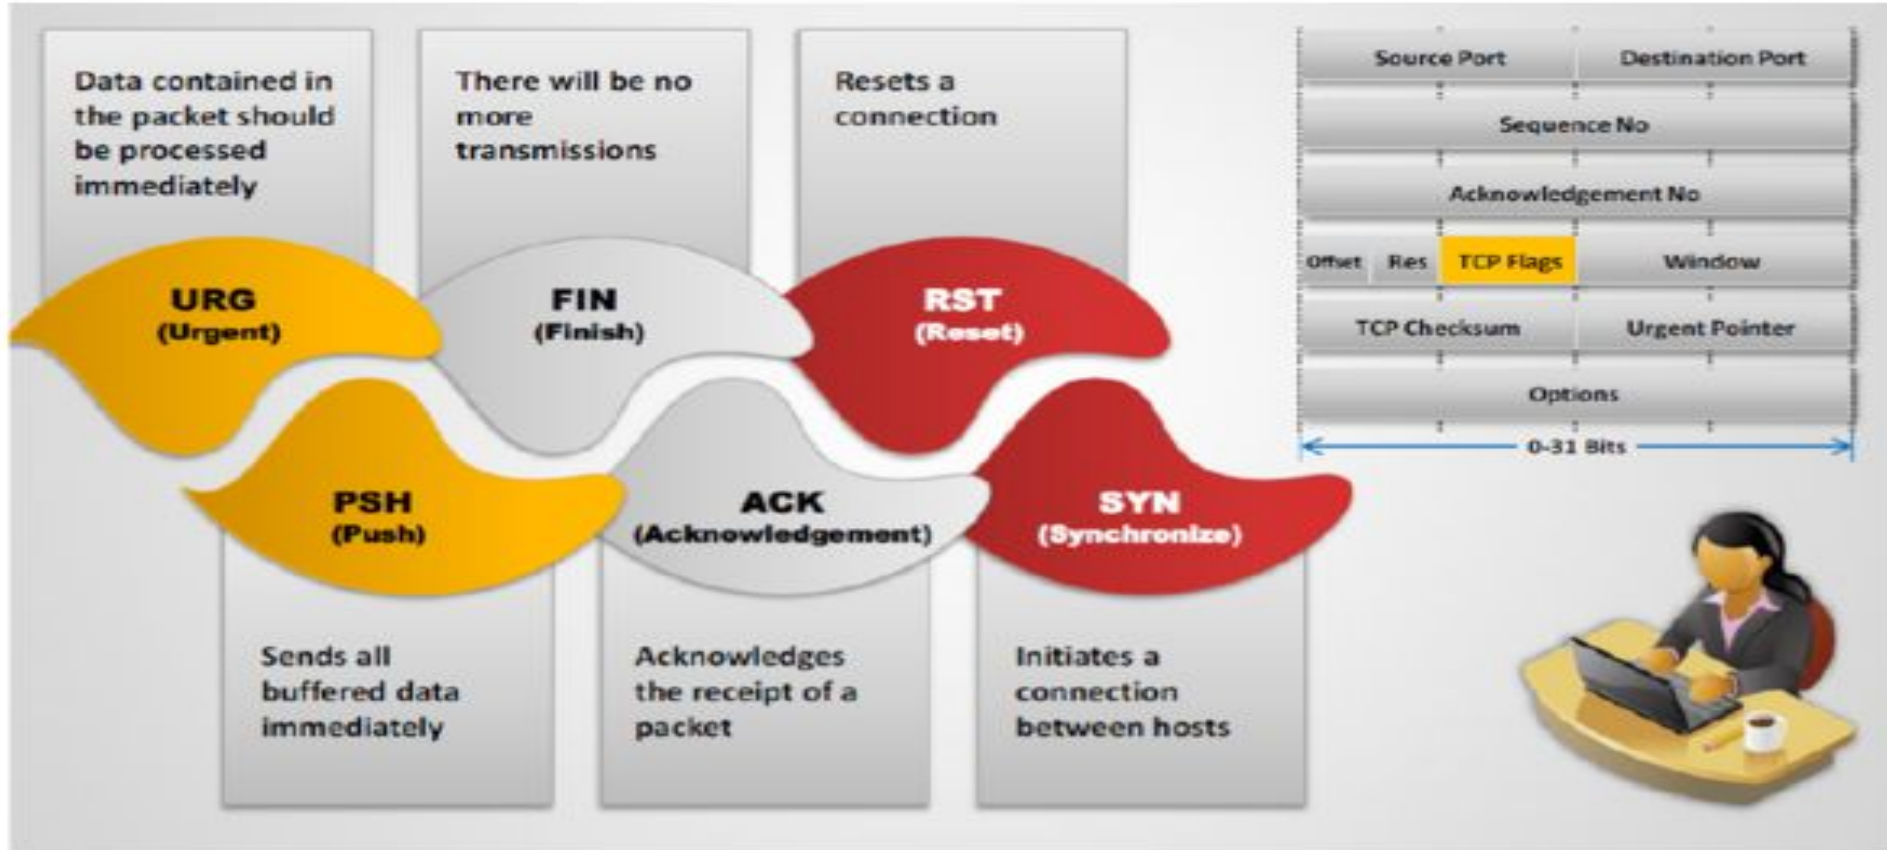 Data contained in
the packet should
be processed
immediately
There will be no
more
transmissions
Resets a
connection
URG
(Urgent)
FIN
(Finish)
RST
(Reset)
PSH
(Push)
ACK
(Acknowledgement)
SYN
(Synchronize)
Sends all
buffered data
immediately
Acknowledges
the receipt of a
packet
Initiates a
connection
between hosts
Source Port Destination Port
Sequence No
Acknowledgement No
Offset Res TCP Flags Window
TCP Checksum Urgent Pointer
Options
0-31 Bits